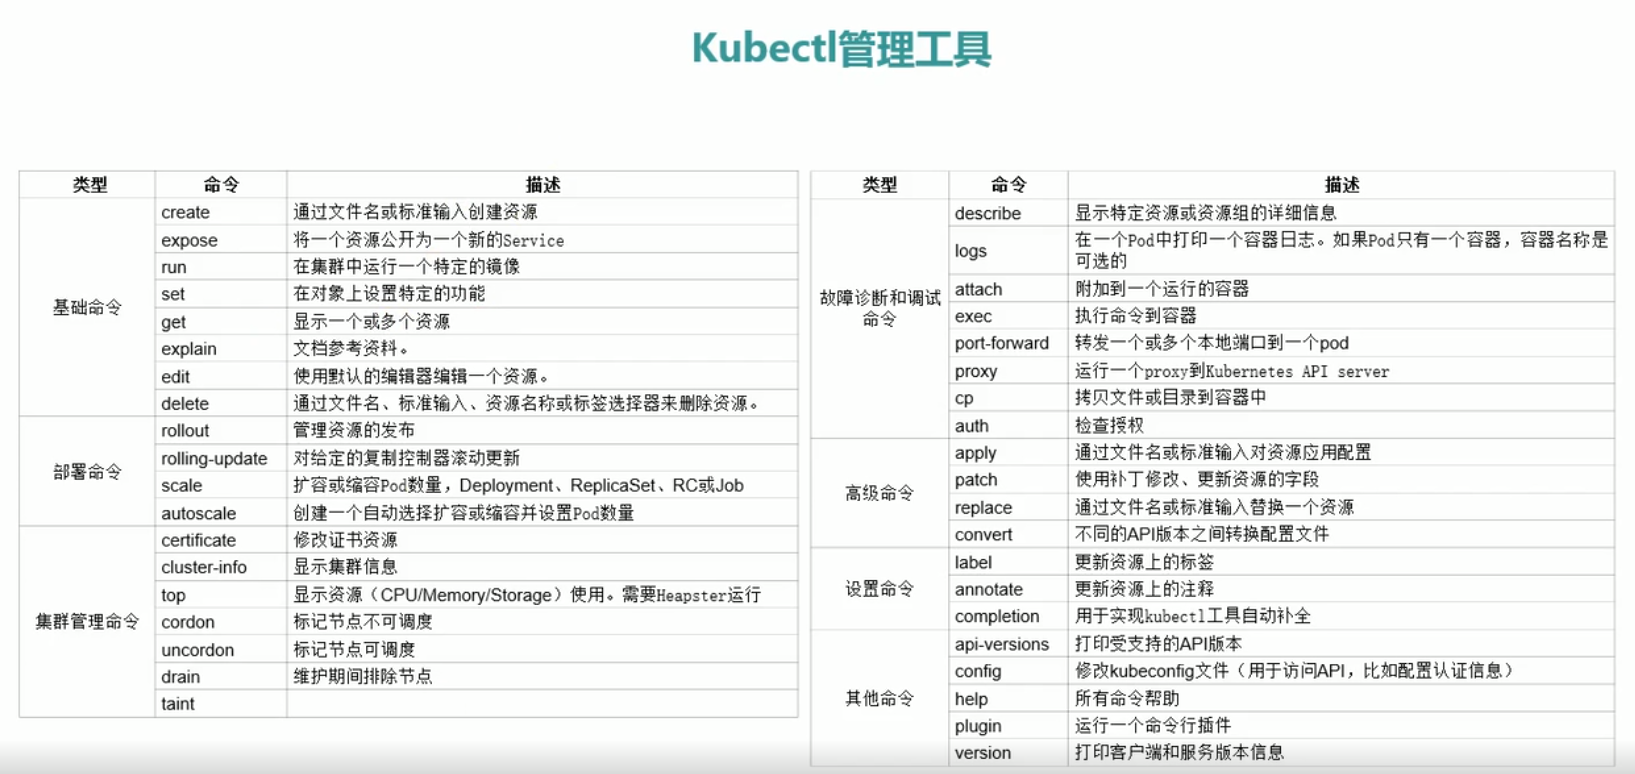 Kubectl管理工具
类型 命令 描述
基础命令
create 通过文件名或标准输入创建资源
expose 将一个资源公开为一个新的Service
run 在集群中运行一个特定的镜像
set 在对象上设置特定的功能
get 显示一个或多个资源
explain 文档参考资料。
edit 使用默认的编辑器编辑一个资源。
delete 通过文件名、标准输入、资源名称或标签选择器来删除资源。
部署命令
rollout 管理资源的发布
rolling-update 对给定的复制控制器滚动更新
scale 扩容或缩容Pod数量，Deployment、ReplicaSet、RC或Job
autoscale 创建一个自动选择扩容或缩容并设置Pod数量
集群管理命令
certificate 修改证书资源
cluster-info 显示集群信息
top 显示资源（CPU/Memory/Storage）使用。需要Heapster运行
cordon 标记节点不可调度
uncordon 标记节点可调度
drain 维护期间排除节点
taint
类型 命令 描述
故障诊断和调试
命令
describe 显示特定资源或资源组的详细信息
logs 在一个Pod中打印一个容器日志。如果Pod只有一个容器，容器名称是
可选的
attach 附加到一个运行的容器
exec 执行命令到容器
port-forward 转发一个或多个本地端口到一个pod
proxy 运行一个proxy到Kubernetes API server
cp 拷贝文件或目录到容器中
auth 检查授权
高级命令
apply 通过文件名或标准输入对资源应用配置
patch 使用补丁修改、更新资源的字段
replace 通过文件名或标准输入替换一个资源
convert 不同的API版本之间转换配置文件
设置命令
label 更新资源上的标签
annotate 更新资源上的注释
completion 用于实现kubectl工具自动补全
其他命令
api-versions 打印受支持的API版本
config 修改kubeconfig文件（用于访问API，比如配置认证信息）
help 所有命令帮助
plugin 运行一个命令行插件
version 打印客户端和服务版本信息